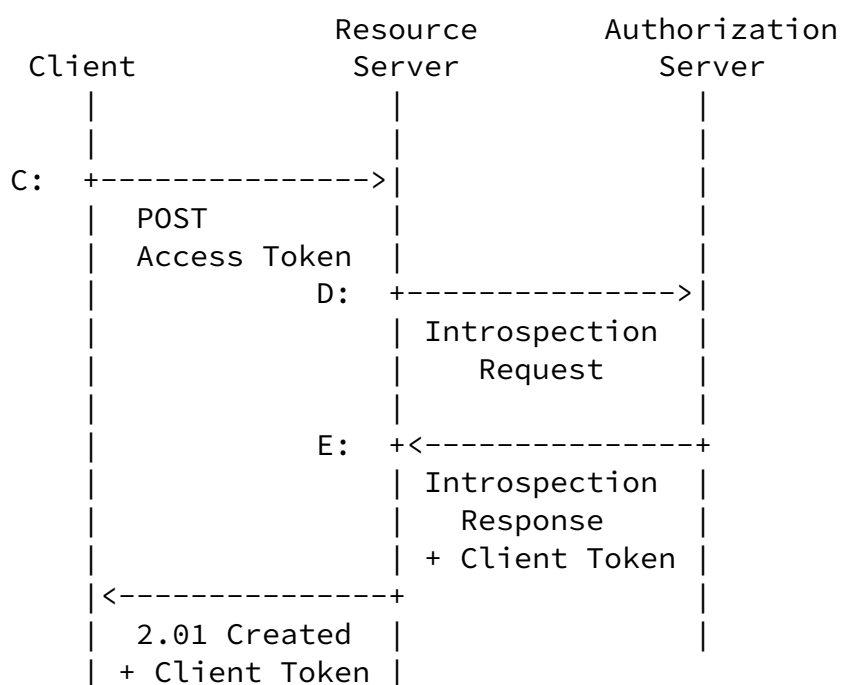 Resource Authorization
Client Server Server
C:
POST
Access Token
D:
Introspection
Request
E:
Introspection
Response
+ Client Token
2.01 Created
+ Client Token